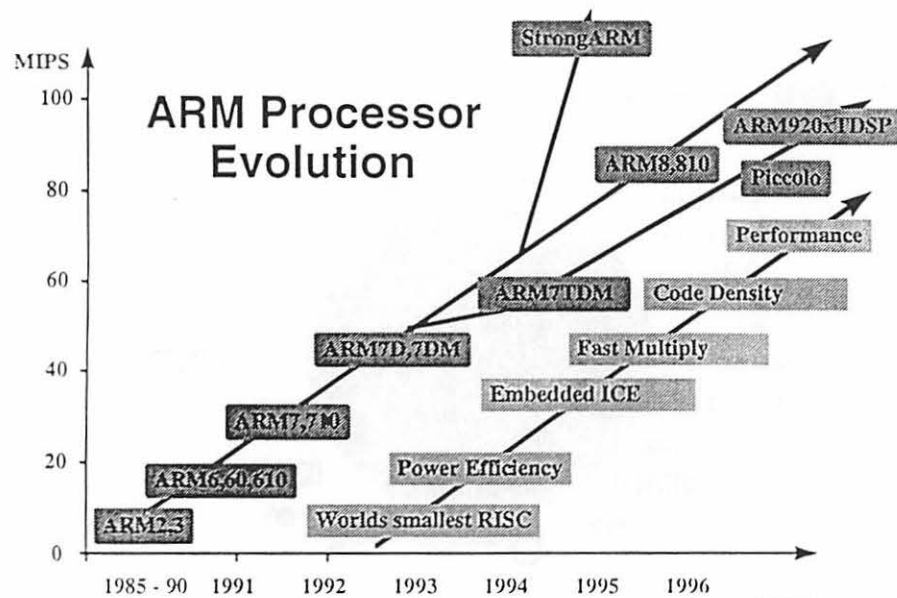 StrongARM
MIPS
100
ARM Processor
Evolution
ARM920xTDSP
ARM8,810
80
Piccolo
Performance
60
ARM7TDM
Code Density
ARM7D,7DM
Fast Multiply
40
Embedded ICE
ARM7,710
20
Power Efficiency
ARM6,60,610
Worlds smallest RISC
ARM2,3
0
1985 - 90 1991 1992 1993 1994 1995 1996